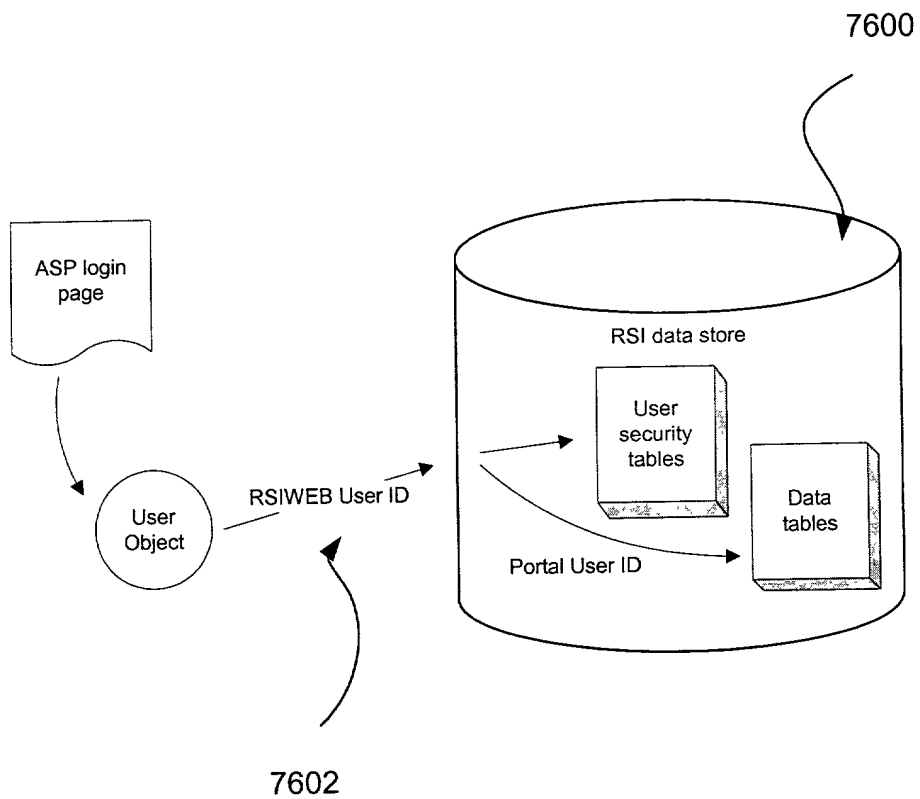 7600
ASP login
page
RSI data store
User
security
tables
Data
tables
User
Object
RSIWEB User ID
Portal User ID
7602